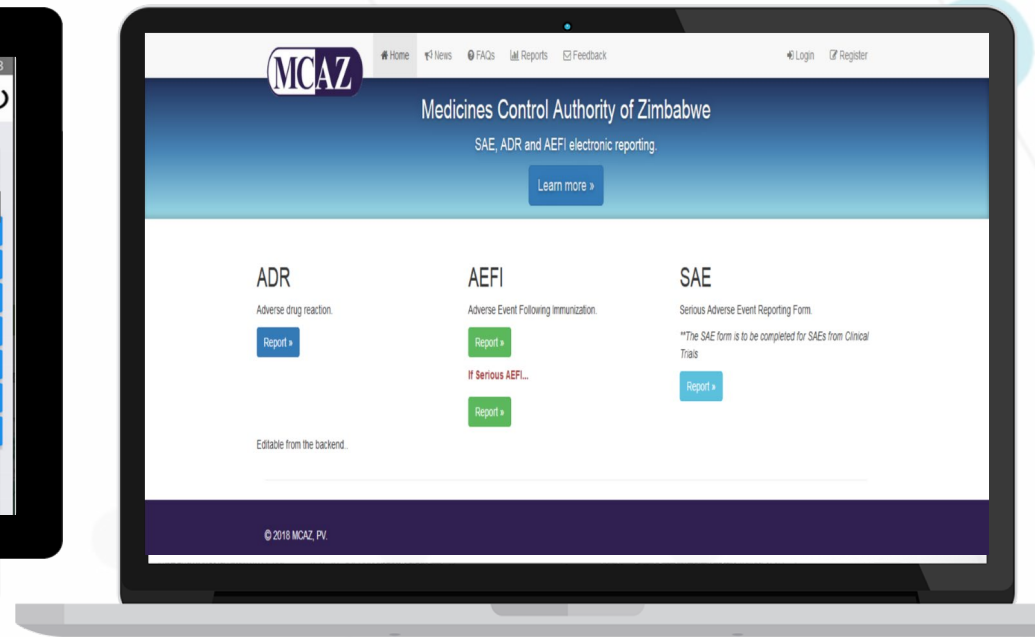 3
MCAZ
Home News FAQs Reports Feedback Login Register
Medicines Control Authority of Zimbabwe
SAE, ADR and AEFI electronic reporting.
Learn more »
ADR
Adverse drug reaction.
Report »
AEFI
Adverse Event Following Immunization.
Report »
If Serious AEFI...
Report »
SAE
Serious Adverse Event Reporting Form.
**The SAE form is to be completed for SAEs from Clinical
Trials
Report »
Editable from the backend..
© 2018 MCAZ, PV.